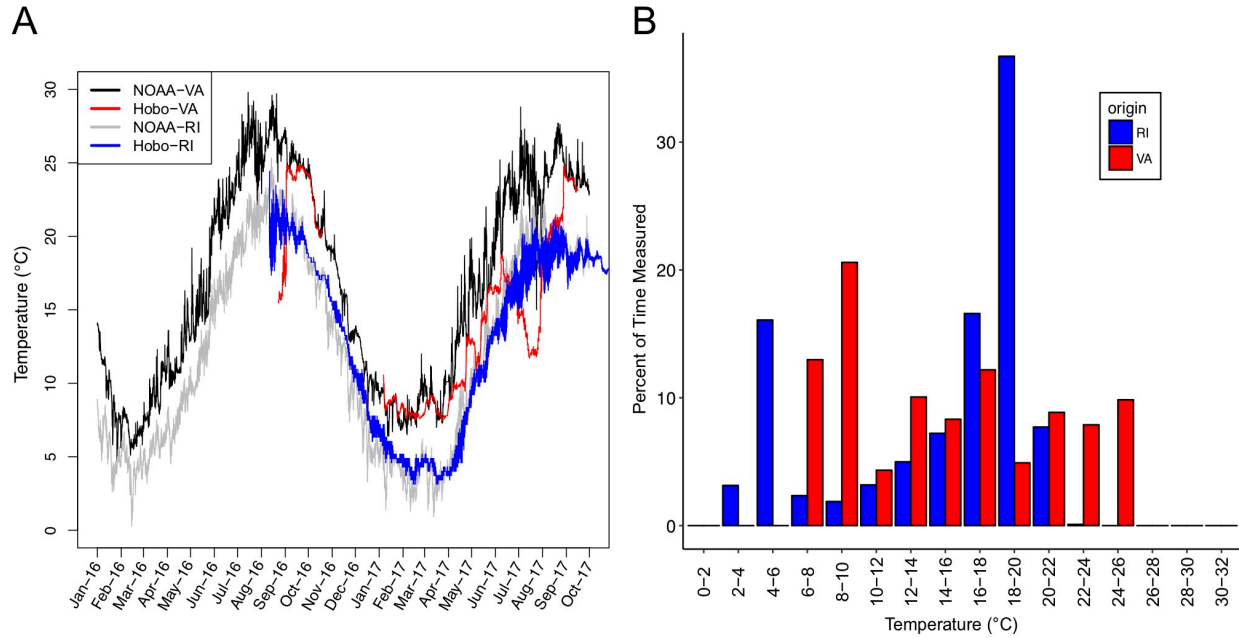 A
B
NOAA−VA
Hobo−VA
NOAA−RI
Hobo−RI
Temperature (°C)
30
25
20
15
10
5
0
Jan−16
Feb−16
Mar−16
Apr−16
May−16
Jun−16
Jul−16
Aug−16
Sep−16
Oct−16
Nov−16
Dec−16
Jan−17
Feb−17
Mar−17
Apr−17
May−17
Jun−17
Jul−17
Aug−17
Sep−17
Oct−17
origin
RI
VA
Percent of Time Measured
30
20
10
0
0−2
2−4
4−6
6−8
8−10
10−12
12−14
14−16
16−18
18−20
20−22
22−24
24−26
26−28
28−30
30−32
Temperature (°C)